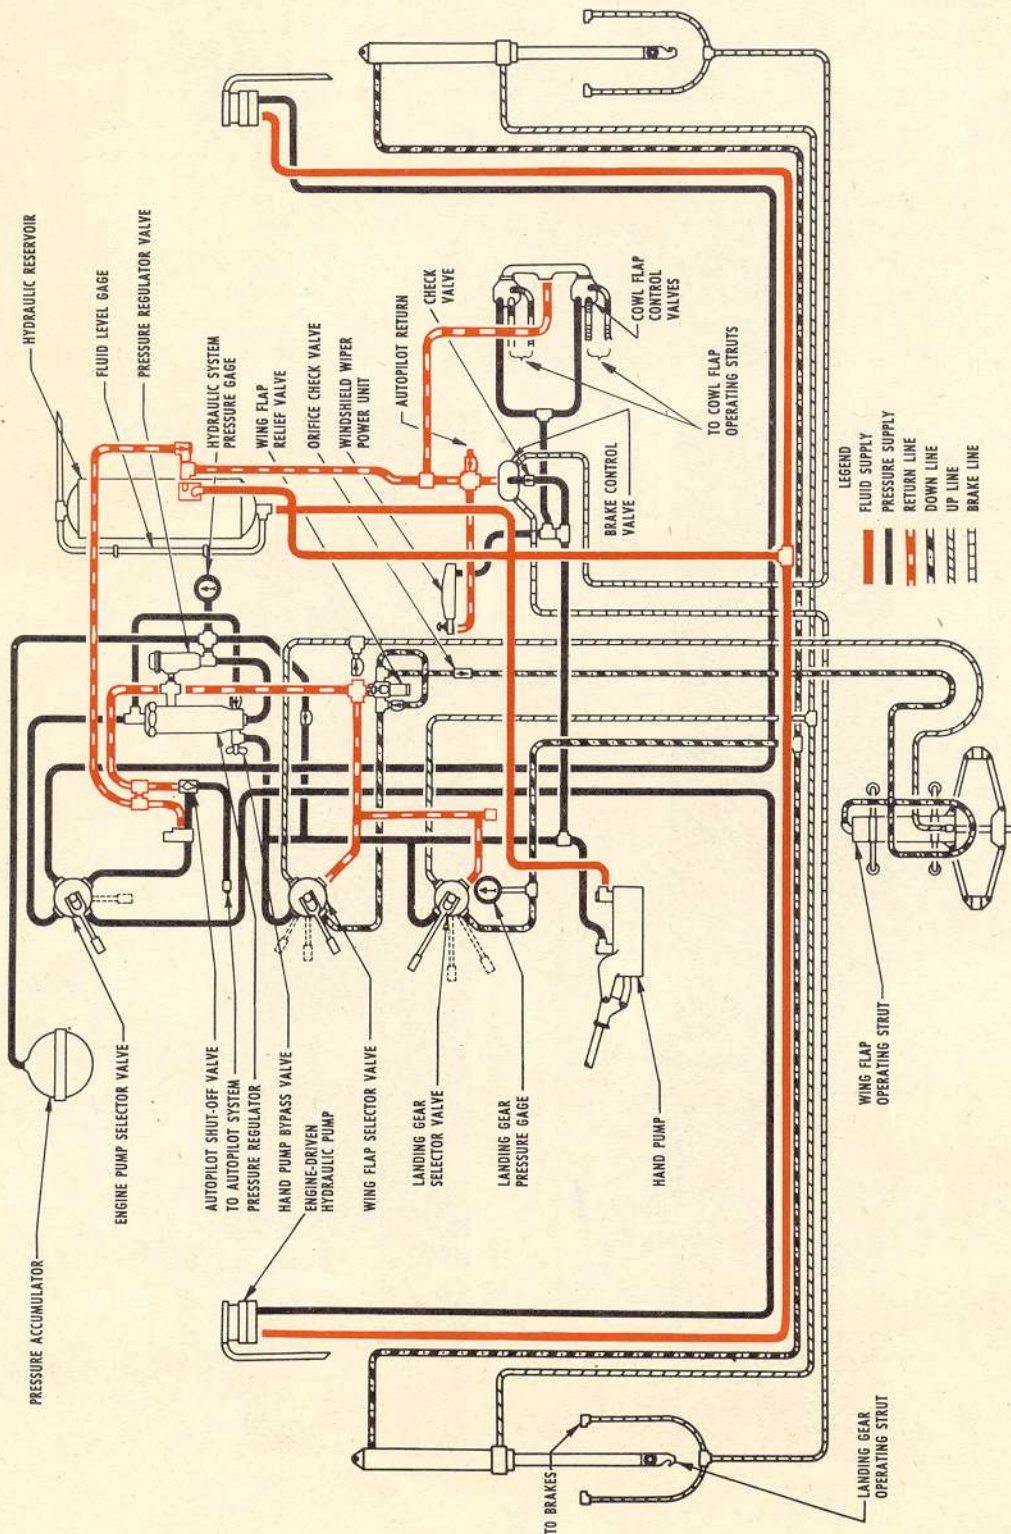 PRESSURE ACCUMULATOR
ENGINE PUMP SELECTOR VALVE
AUTOPILOT SHUT-OFF VALVE
TO AUTOPILOT SYSTEM
PRESSURE REGULATOR
HAND PUMP BYPASS VALVE
ENGINE-DRIVEN
HYDRAULIC PUMP
WING FLAP SELECTOR VALVE
LANDING GEAR
SELECTOR VALVE
LANDING GEAR
PRESSURE GAGE
HAND PUMP
TO BRAKES
LANDING GEAR
OPERATING STRUT
WING FLAP
OPERATING STRUT
HYDRAULIC RESERVOIR
FLUID LEVEL GAGE
PRESSURE REGULATOR VALVE
HYDRAULIC SYSTEM
PRESSURE GAGE
WING FLAP
RELIEF VALVE
ORIFICE CHECK VALVE
WINDSHIELD WIPER
POWER UNIT
AUTOPILOT RETURN
CHECK
VALVE
BRAKE CONTROL
VALVE
COWL FLAP
CONTROL
VALVES
TO COWL FLAP
OPERATING STRUTS
LEGEND
FLUID SUPPLY
PRESSURE SUPPLY
RETURN LINE
DOWN LINE
UP LINE
BRAKE LINE